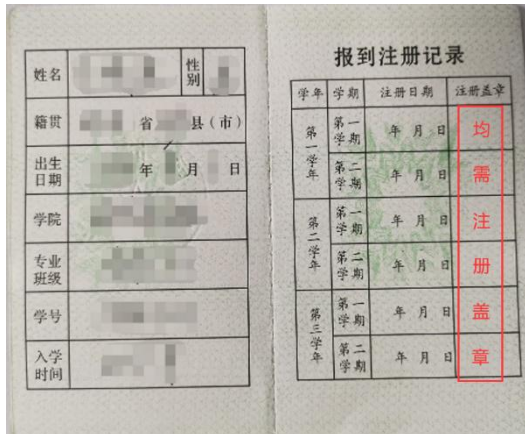 姓名 性别
籍贯 省 县（市）
出生日期 年 月 日
学院
专业班级
学号
入学时间
报到注册记录
学年 学期 注册日期 注册盖章
第一学年 第一学期 年 月 日 均
第二学期 年 月 日 需
第二学年 第一学期 年 月 日 注
第二学期 年 月 日 册
第三学年 第一学期 年 月 日 盖
第二学期 年 月 日 章